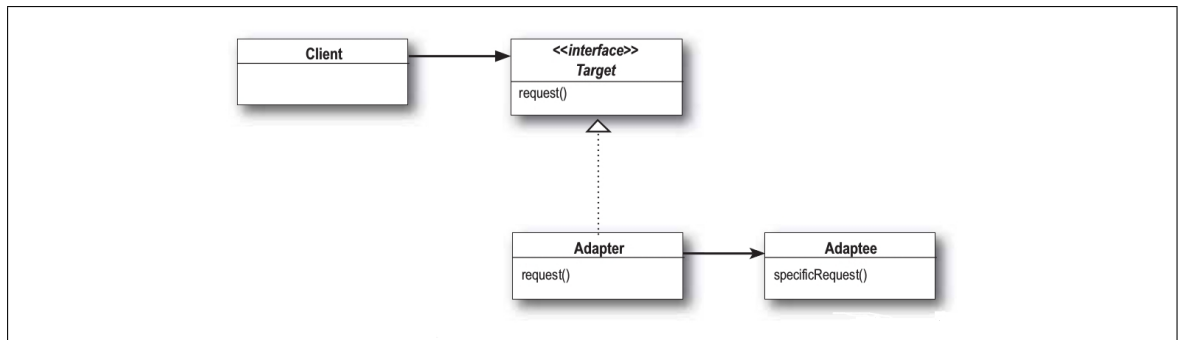 Client
<<interface>>
Target
request()
Adapter
request()
Adaptee
specificRequest()